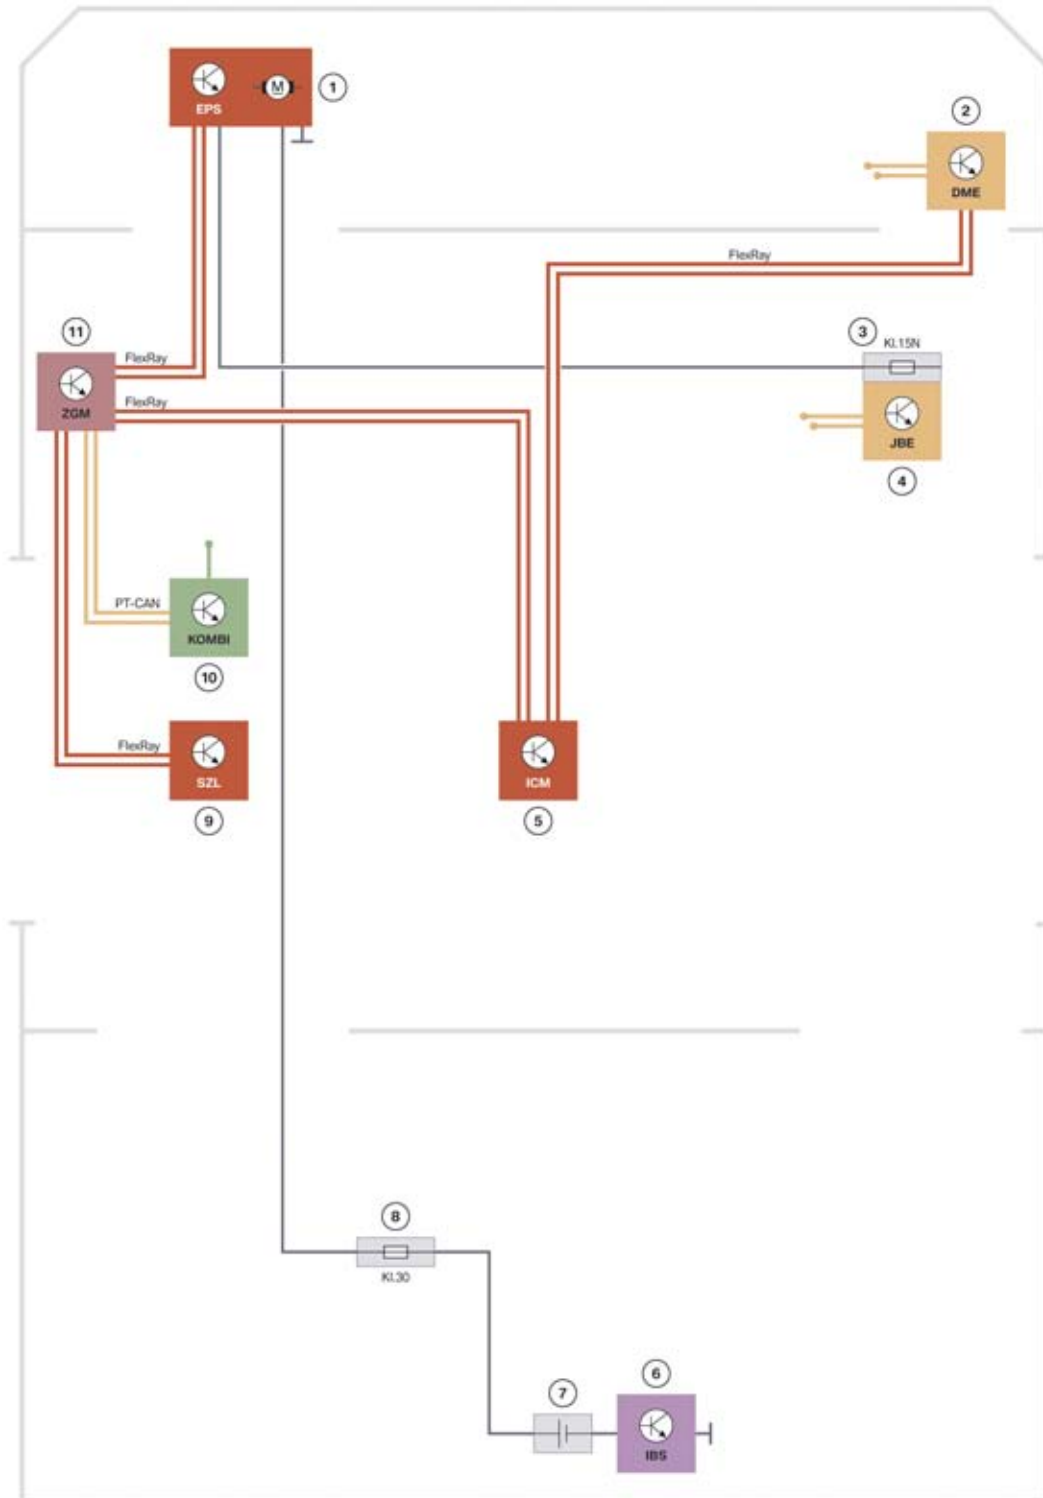 1
M
EPS
2
DME
FlexRay
3
Kl.15N
11
FlexRay
ZGM
FlexRay
JBE
4
PT-CAN
KOMBI
10
FlexRay
SZL
9
ICM
5
8
Kl.30
6
7
IBS